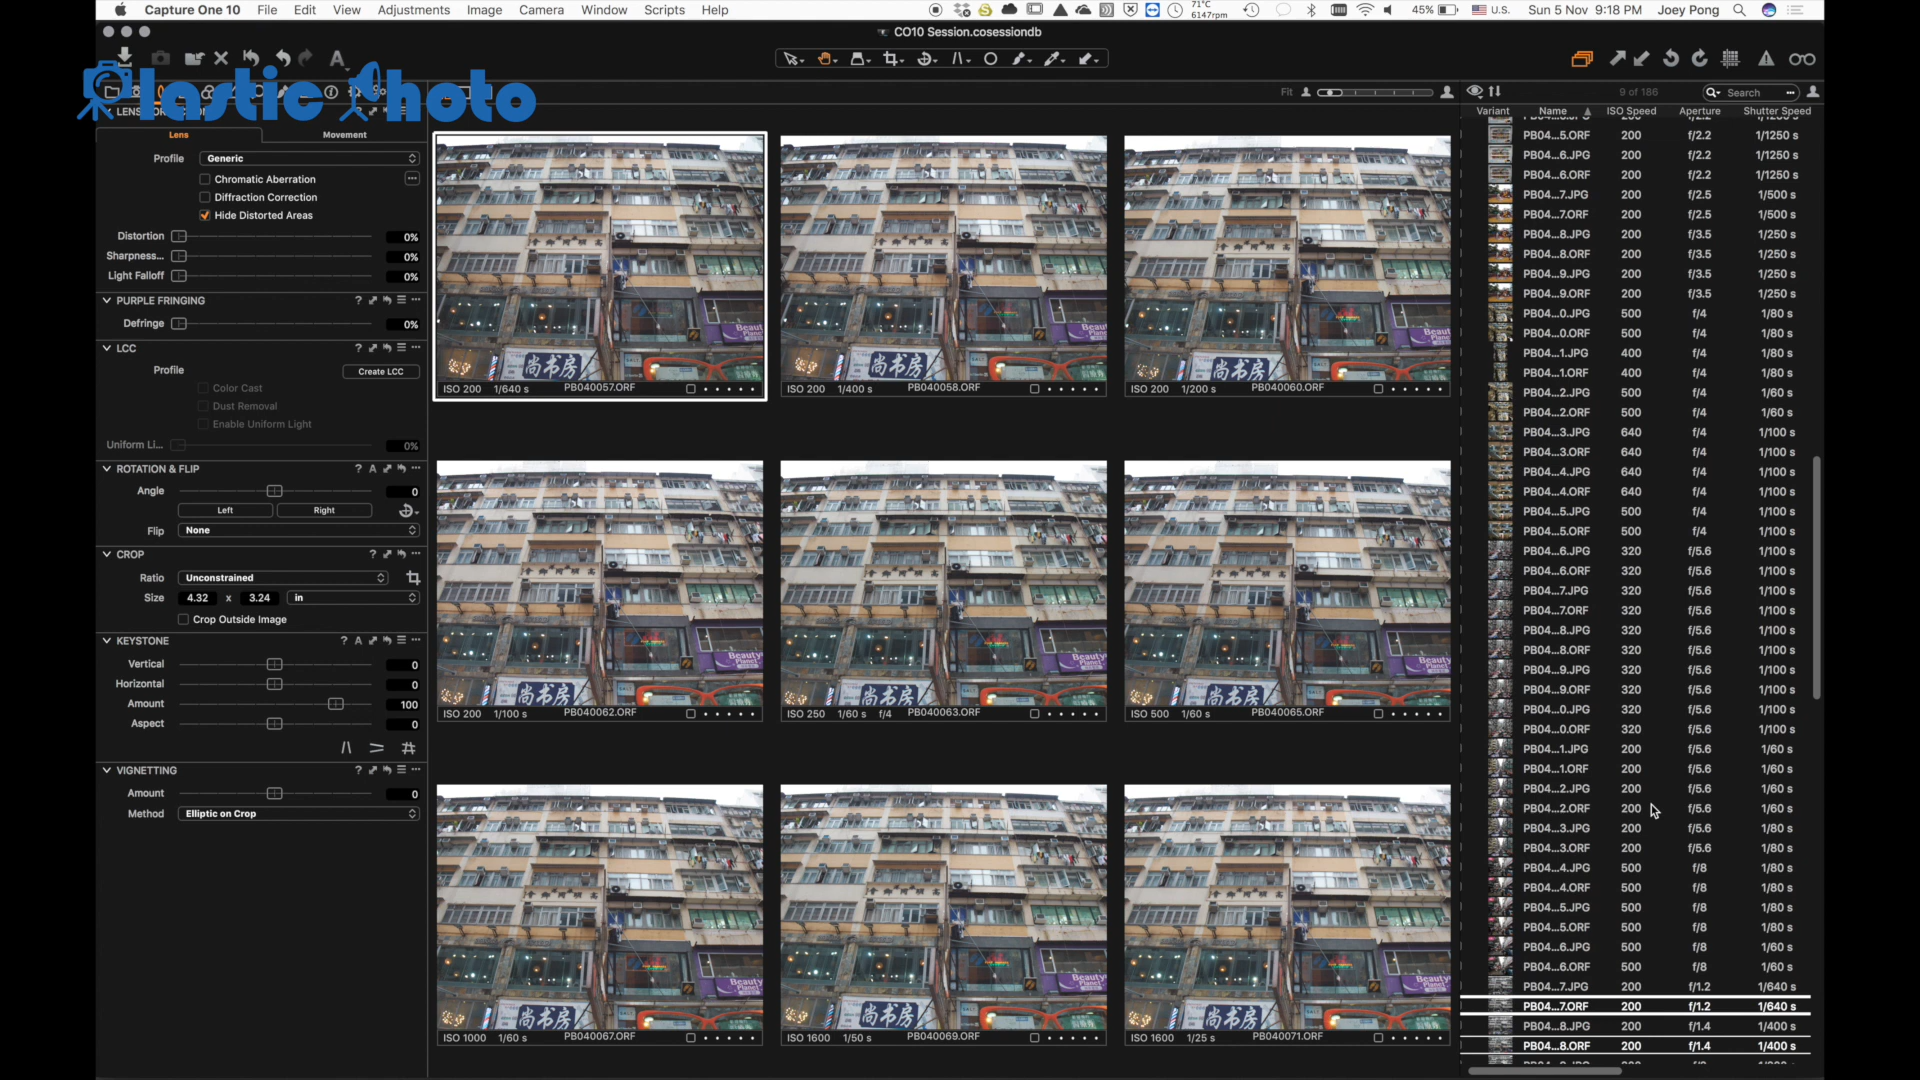 Capture One 10 File Edit View Adjustments Image Camera Window Scripts Help
71°C
6147rpm
45% U.S. Sun 5 Nov 9:18 PM Joey Pong
CO10 Session.cosessiondb
Plastic Photo
Fit
9 of 186
Search
Variant Name ISO Speed Aperture Shutter Speed
Lens Movement
Profile Generic
Chromatic Aberration
Diffraction Correction
Hide Distorted Areas
Distortion 0%
Sharpness... 0%
Light Falloff 0%
PURPLE FRINGING
Defringe 0%
LCC
Profile Create LCC
Color Cast
Dust Removal
Enable Uniform Light
Uniform Li... 0%
ROTATION & FLIP
Angle 0
Left Right
Flip None
CROP
Ratio Unconstrained
Size 4.32 x 3.24 in
Crop Outside Image
KEYSTONE
Vertical 0
Horizontal 0
Amount 100
Aspect 0
VIGNETTING
Amount 0
Method Elliptic on Crop
尚书房
ISO 200 1/640 s PB040057.ORF
ISO 200 1/400 s PB040058.ORF
ISO 200 1/200 s PB040060.ORF
ISO 200 1/100 s PB040062.ORF
ISO 250 1/60 s f/4 PB040063.ORF
ISO 500 1/60 s PB040065.ORF
ISO 1000 1/60 s PB040067.ORF
ISO 1600 1/50 s PB040069.ORF
ISO 1600 1/25 s PB040071.ORF
PB04...5.ORF 200 f/2.2 1/1250 s
PB04...6.JPG 200 f/2.2 1/1250 s
PB04...6.ORF 200 f/2.2 1/1250 s
PB04...7.JPG 200 f/2.5 1/500 s
PB04...7.ORF 200 f/2.5 1/500 s
PB04...8.JPG 200 f/3.5 1/250 s
PB04...8.ORF 200 f/3.5 1/250 s
PB04...9.JPG 200 f/3.5 1/250 s
PB04...9.ORF 200 f/3.5 1/250 s
PB04...0.JPG 500 f/4 1/80 s
PB04...0.ORF 500 f/4 1/80 s
PB04...1.JPG 400 f/4 1/80 s
PB04...1.ORF 400 f/4 1/80 s
PB04...2.JPG 500 f/4 1/60 s
PB04...2.ORF 500 f/4 1/60 s
PB04...3.JPG 640 f/4 1/100 s
PB04...3.ORF 640 f/4 1/100 s
PB04...4.JPG 640 f/4 1/100 s
PB04...4.ORF 640 f/4 1/100 s
PB04...5.JPG 500 f/4 1/100 s
PB04...5.ORF 500 f/4 1/100 s
PB04...6.JPG 320 f/5.6 1/100 s
PB04...6.ORF 320 f/5.6 1/100 s
PB04...7.JPG 320 f/5.6 1/100 s
PB04...7.ORF 320 f/5.6 1/100 s
PB04...8.JPG 320 f/5.6 1/100 s
PB04...8.ORF 320 f/5.6 1/100 s
PB04...9.JPG 320 f/5.6 1/100 s
PB04...9.ORF 320 f/5.6 1/100 s
PB04...0.JPG 320 f/5.6 1/100 s
PB04...0.ORF 320 f/5.6 1/100 s
PB04...1.JPG 200 f/5.6 1/60 s
PB04...1.ORF 200 f/5.6 1/60 s
PB04...2.JPG 200 f/5.6 1/60 s
PB04...2.ORF 200 f/5.6 1/60 s
PB04...3.JPG 200 f/5.6 1/80 s
PB04...3.ORF 200 f/5.6 1/80 s
PB04...4.JPG 500 f/8 1/80 s
PB04...4.ORF 500 f/8 1/80 s
PB04...5.JPG 500 f/8 1/80 s
PB04...5.ORF 500 f/8 1/80 s
PB04...6.JPG 500 f/8 1/60 s
PB04...6.ORF 500 f/8 1/60 s
PB04...7.JPG 200 f/1.2 1/640 s
PB04...7.ORF 200 f/1.2 1/640 s
PB04...8.JPG 200 f/1.4 1/400 s
PB04...8.ORF 200 f/1.4 1/400 s